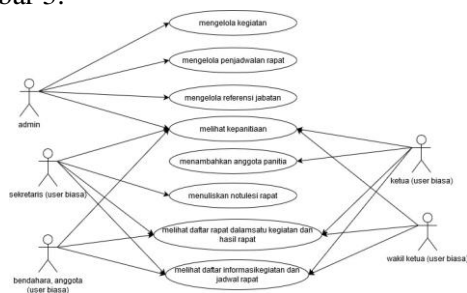 bar 3.
mengelola kegiatan
mengelola penjadwalan rapat
mengelola referensi jabatan
admin
melihat kepanitiaan
menambahkan anggota panitia
sekretaris (user biasa)
ketua (user biasa)
menuliskan notulesi rapat
melihat daftar rapat dalamsatu kegiatan dan
hasil rapat
wakil ketua (user biasa)
bendahara, anggota
(user biasa)
melihat daftar informasikegiatan dan
jadwal rapat